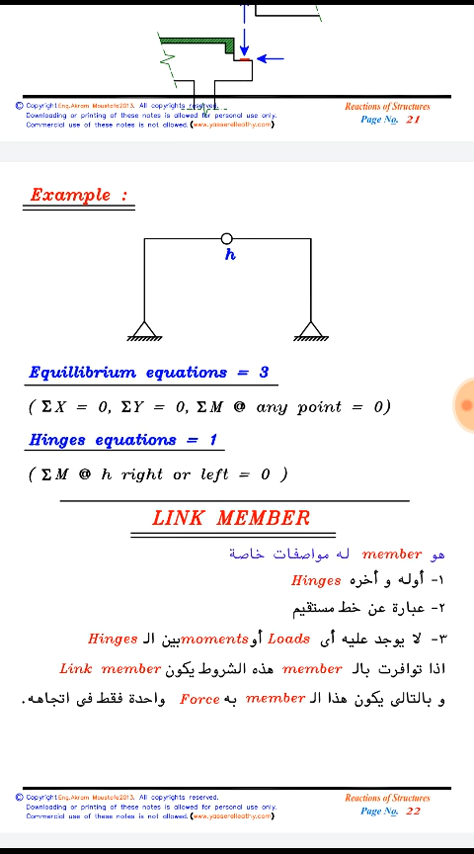 © Copyright Eng.Akram Moustafa2013. All copyrights reserved.
Downloading or printing of these notes is allowed for personal use only.
Commercial use of these notes is not allowed. (www.yasserelleathy.com)
Reactions of Structures
Page No. 21
Example :
h
Equillibrium equations = 3
( ΣX = 0, ΣY = 0, ΣM @ any point = 0)
Hinges equations = 1
( ΣM @ h right or left = 0 )
LINK MEMBER
هو member له مواصفات خاصة
١- أوله و أخره Hinges
٢- عبارة عن خط مستقيم
٣- لا يوجد عليه أى Loads أو moments بين الـ Hinges
اذا توافرت بالـ member هذه الشروط يكون Link member
و بالتالى يكون هذا الـ member به Force واحدة فقط فى اتجاهه.
© Copyright Eng.Akram Moustafa2013. All copyrights reserved.
Downloading or printing of these notes is allowed for personal use only.
Commercial use of these notes is not allowed. (www.yasserelleathy.com)
Reactions of Structures
Page No. 22